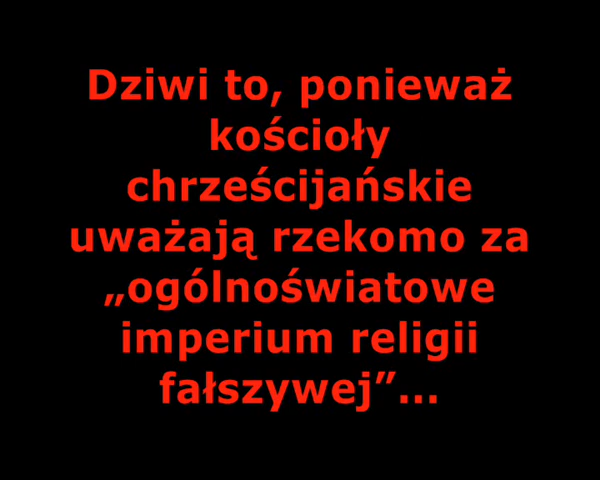 Dziwi to, ponieważ
kościoły
chrześcijańskie
uważają rzekomo za
„ogólnoświatowe
imperium religii
fałszywej”...